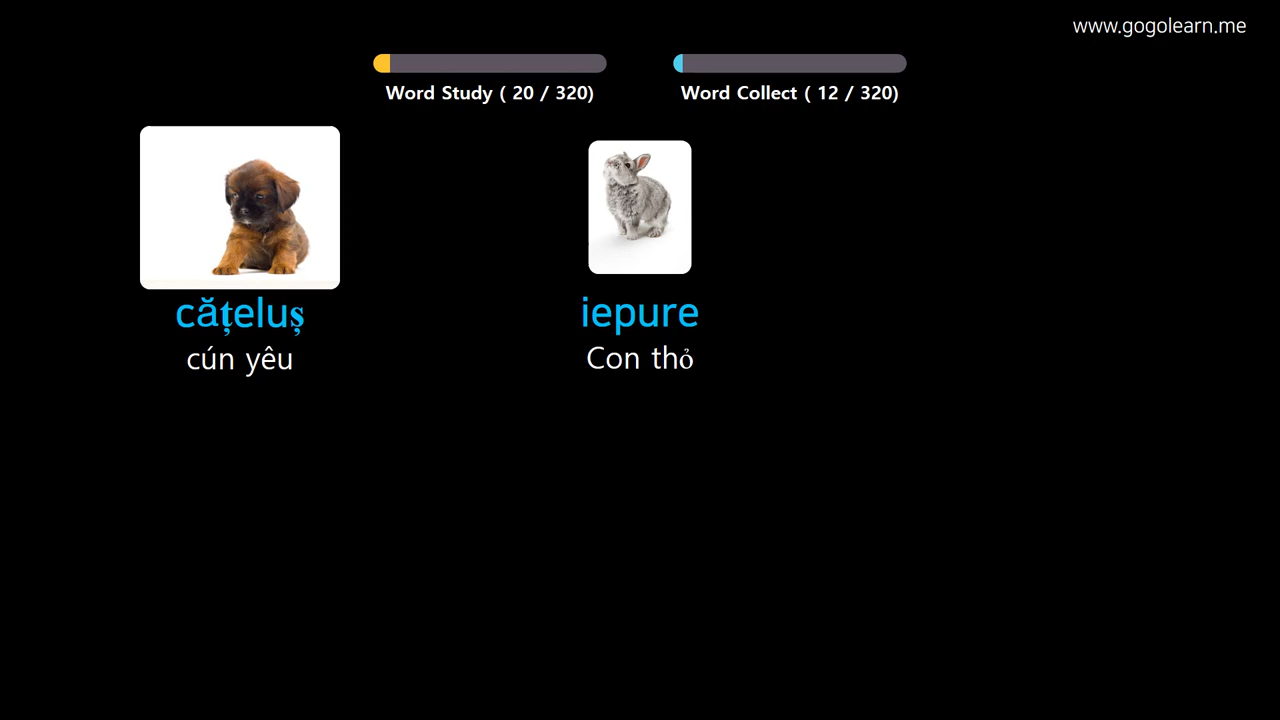 www.gogolearn.me
Word Study ( 20 / 320)
Word Collect ( 12 / 320)
cățeluș
cún yêu
iepure
Con thỏ